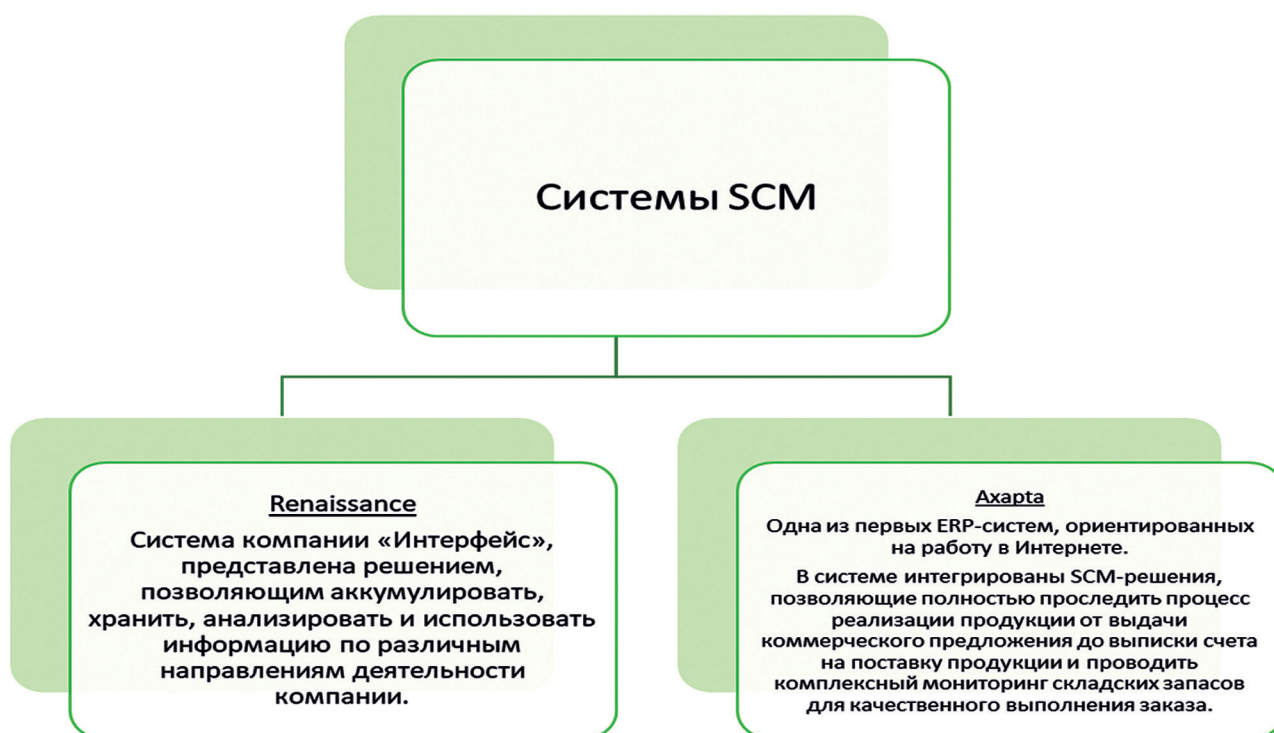 Системы SCM
Renaissance
Система компании «Интерфейс»,
представлена решением,
позволяющим аккумулировать,
хранить, анализировать и использовать
информацию по различным
направлениям деятельности
компании.
Axapta
Одна из первых ERP-систем, ориентированных
на работу в Интернете.
В системе интегрированы SCM-решения,
позволяющие полностью проследить процесс
реализации продукции от выдачи
коммерческого предложения до выписки счета
на поставку продукции и проводить
комплексный мониторинг складских запасов
для качественного выполнения заказа.